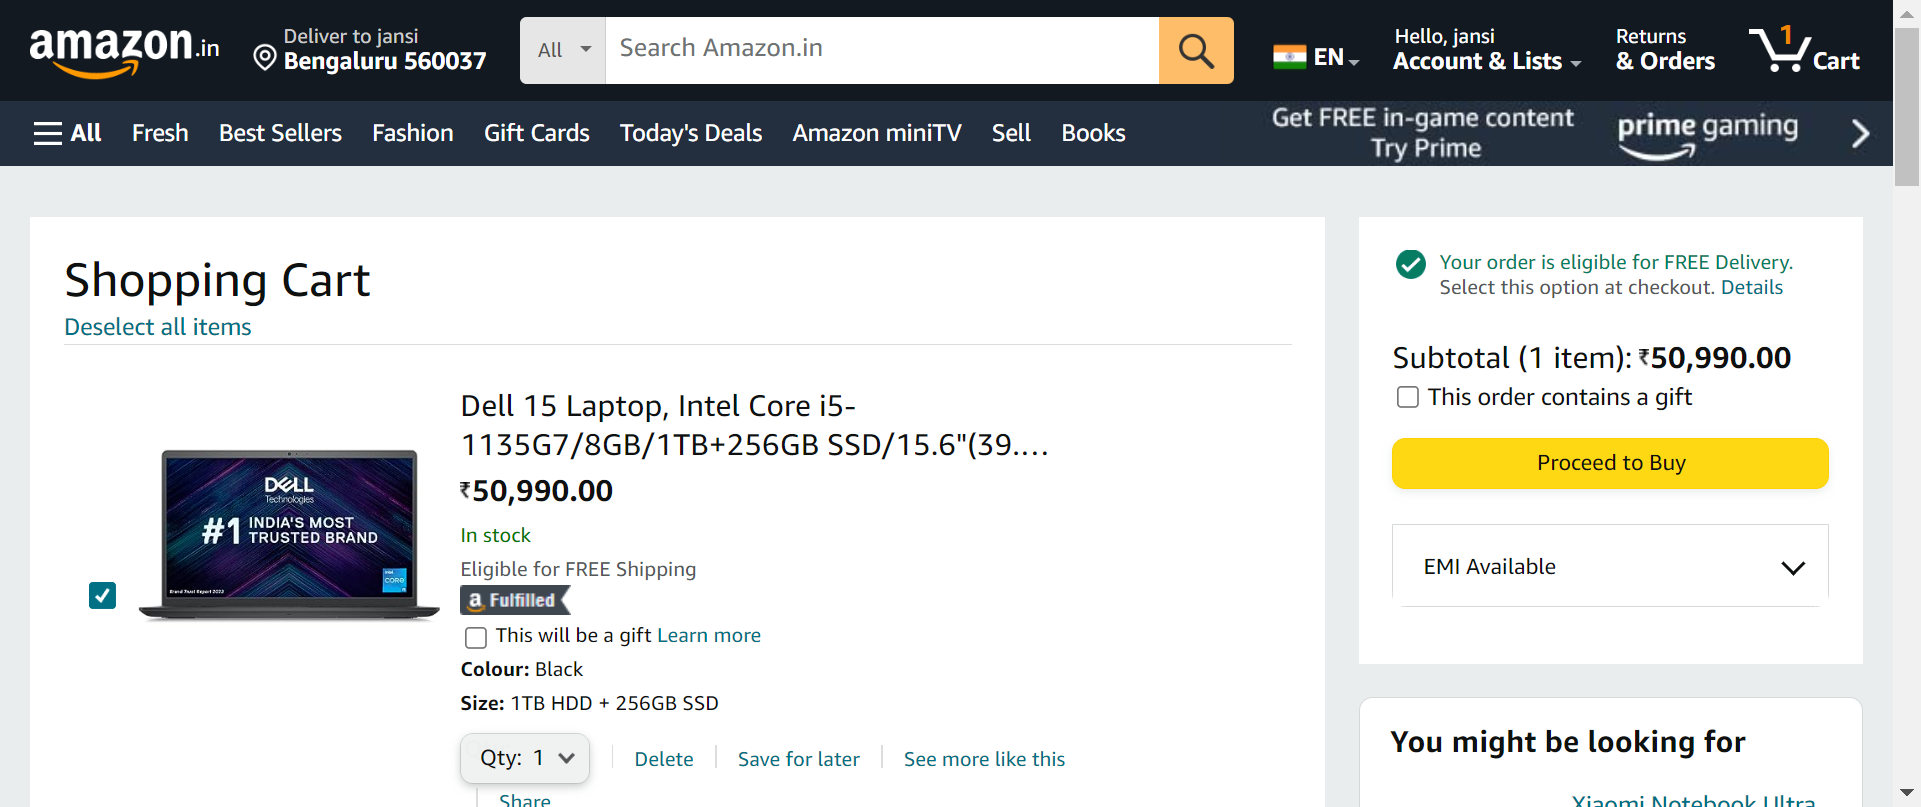 amazon.in
Deliver to jansi
Bengaluru 560037
All
Search Amazon.in
EN
Hello, jansi
Account & Lists
Returns
& Orders
1
Cart
All
Fresh
Best Sellers
Fashion
Gift Cards
Today's Deals
Amazon miniTV
Sell
Books
Get FREE in-game content
Try Prime
prime gaming
Shopping Cart
Deselect all items
DELL
Technologies
#1 INDIA'S MOST
TRUSTED BRAND
intel
CORE
i5
Brand Trust Report 2023
Dell 15 Laptop, Intel Core i5-
1135G7/8GB/1TB+256GB SSD/15.6"(39.…
₹50,990.00
In stock
Eligible for FREE Shipping
a Fulfilled
This will be a gift Learn more
Colour: Black
Size: 1TB HDD + 256GB SSD
Qty: 1
Delete
Save for later
See more like this
Share
Your order is eligible for FREE Delivery.
Select this option at checkout. Details
Subtotal (1 item): ₹50,990.00
This order contains a gift
Proceed to Buy
EMI Available
You might be looking for
Xiaomi Notebook Ultra